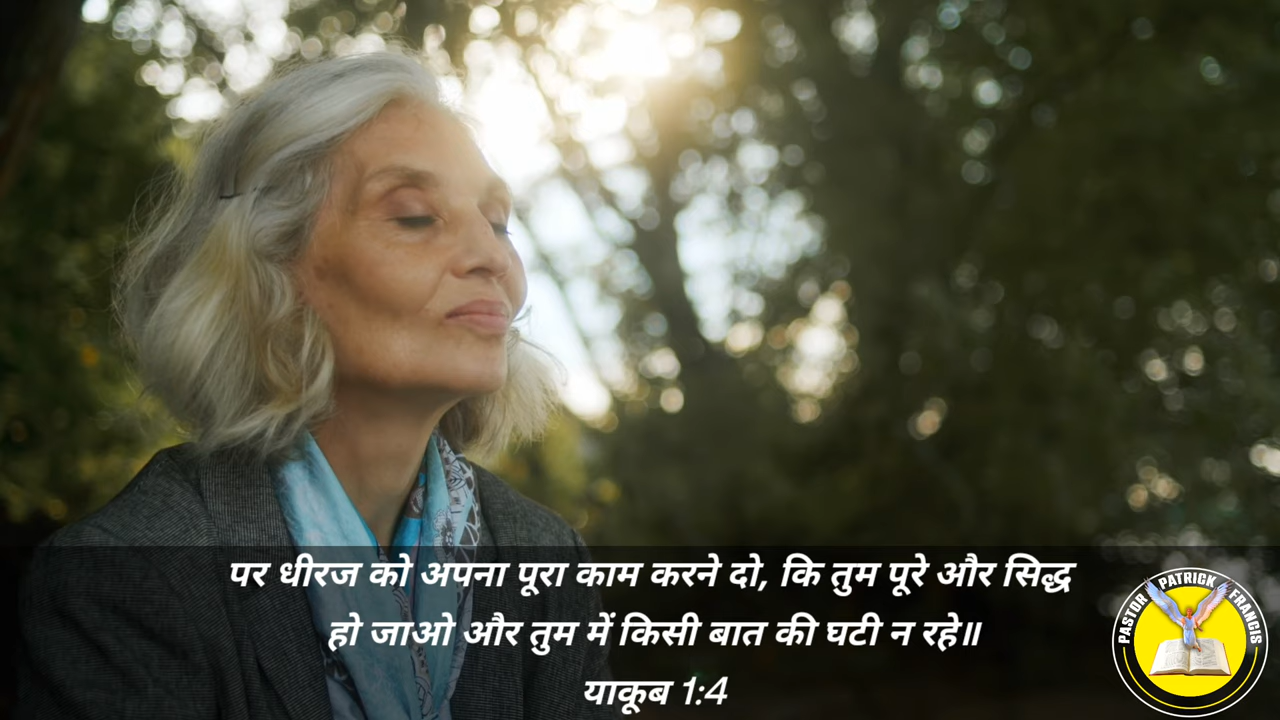 पर धीरज को अपना पूरा काम करने दो, कि तुम पूरे और सिद्ध
हो जाओ और तुम में किसी बात की घटी न रहे॥
याकूब 1:4
PASTOR PATRICK FRANCIS